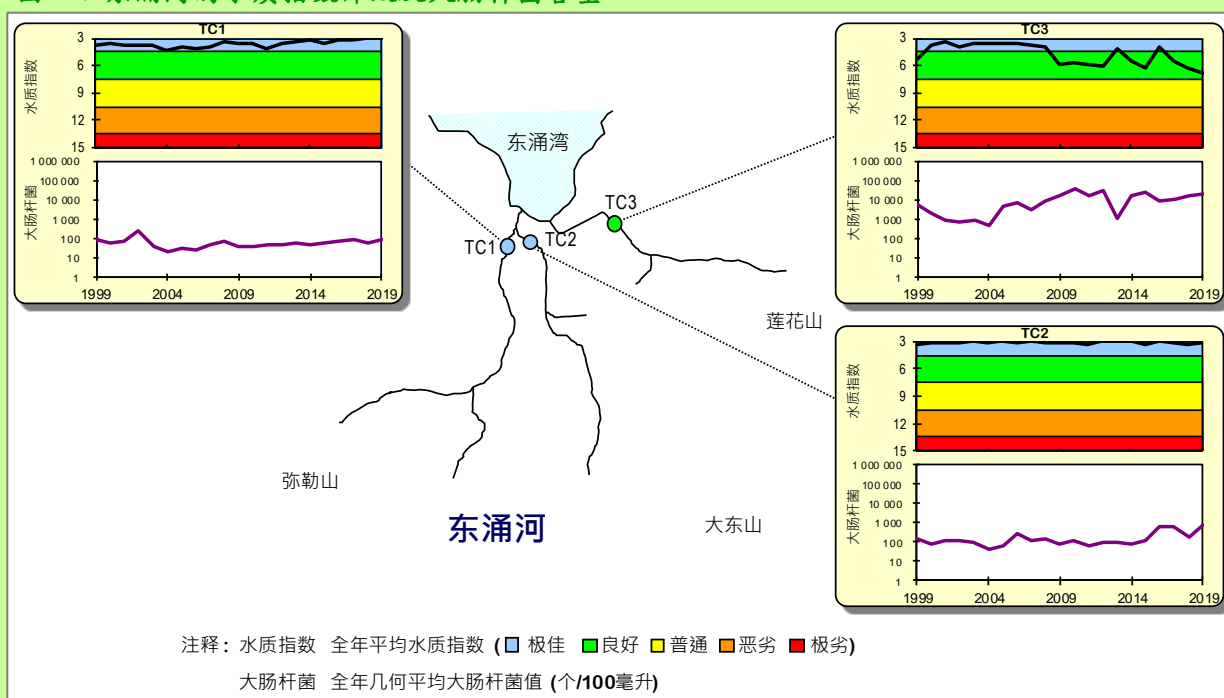 TC1
3
6
9
12
15
水质指数
1 000 000
100 000
10 000
1 000
100
10
1
大肠杆菌
1999 2004 2009 2014 2019
TC3
3
6
9
12
15
水质指数
1 000 000
100 000
10 000
1 000
100
10
1
大肠杆菌
1999 2004 2009 2014 2019
东涌湾
TC3
TC1
TC2
莲花山
TC2
3
6
9
12
15
水质指数
1 000 000
100 000
10 000
1 000
100
10
1
大肠杆菌
1999 2004 2009 2014 2019
弥勒山
东涌河
大东山
注释: 水质指数 全年平均水质指数 ( 极佳 良好 普通 恶劣 极劣)
大肠杆菌 全年几何平均大肠杆菌值 (个/100毫升)